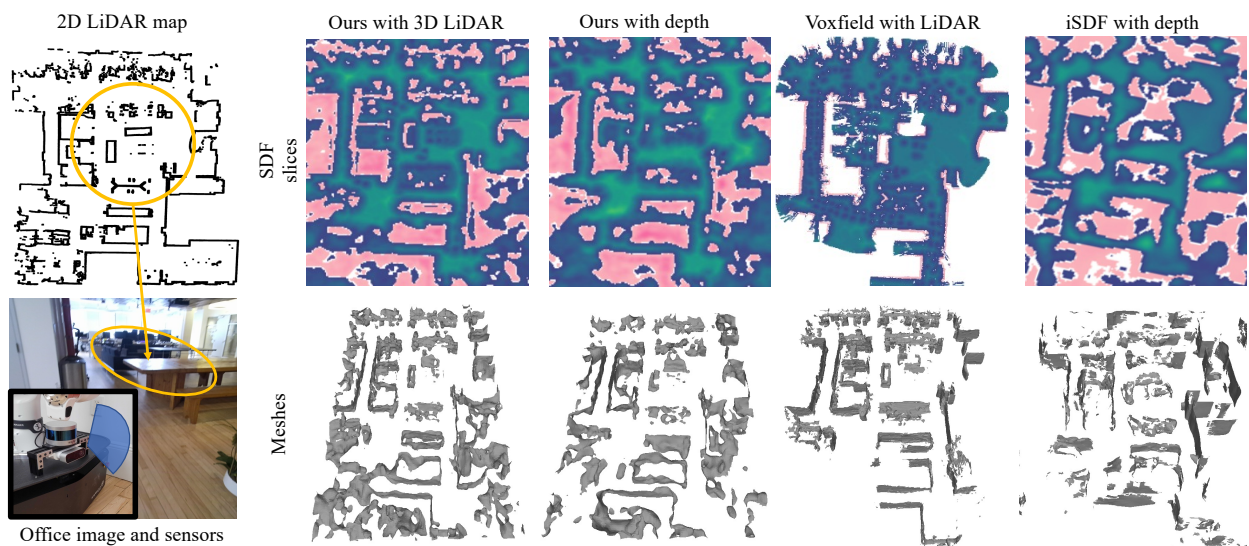 2D LiDAR map
Ours with 3D LiDAR
Ours with depth
Voxfield with LiDAR
iSDF with depth
SDF
slices
Meshes
Office image and sensors